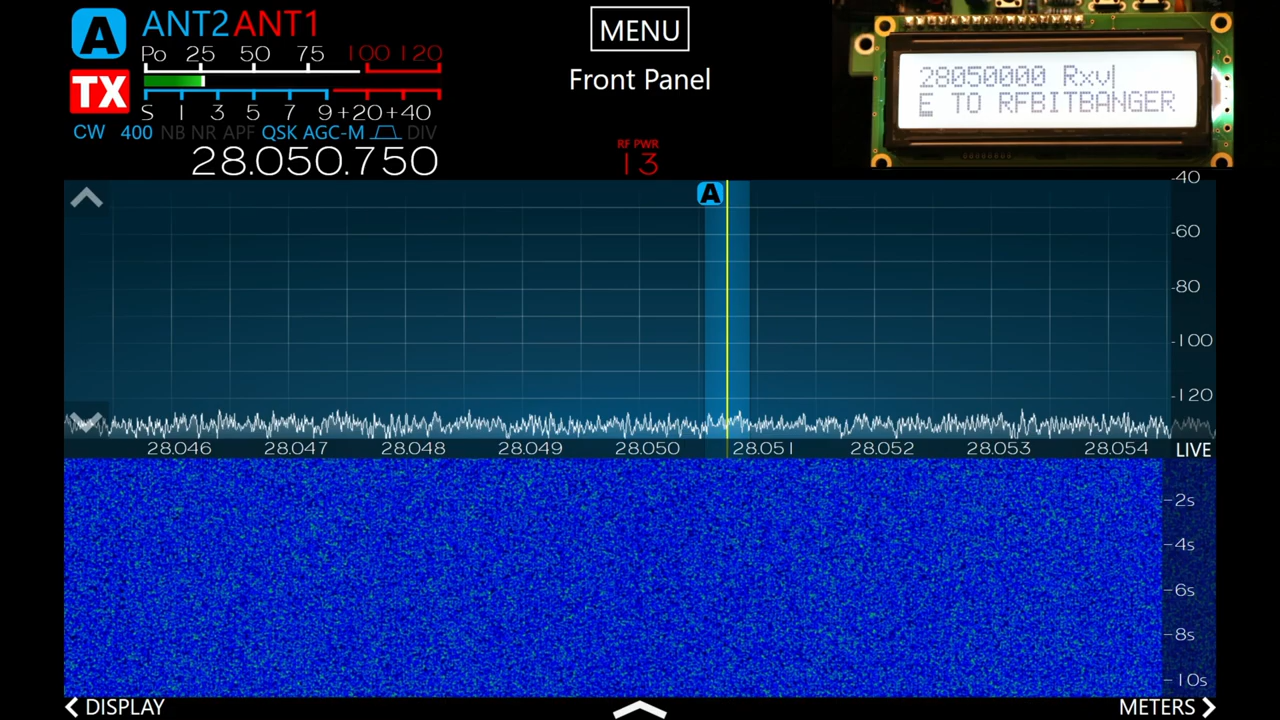 A ANT2 ANT1
Po 25 50 75 100 120
TX
S 1 3 5 7 9 +20 +40
CW 400 NB NR APF QSK AGC-M DIV
28.050.750
MENU
Front Panel
RF PWR
13
28050000 Rxv
E TO RFBITBANGER
A
-40
-60
-80
-100
-120
28.046 28.047 28.048 28.049 28.050 28.051 28.052 28.053 28.054 LIVE
-2s
-4s
-6s
-8s
-10s
DISPLAY METERS